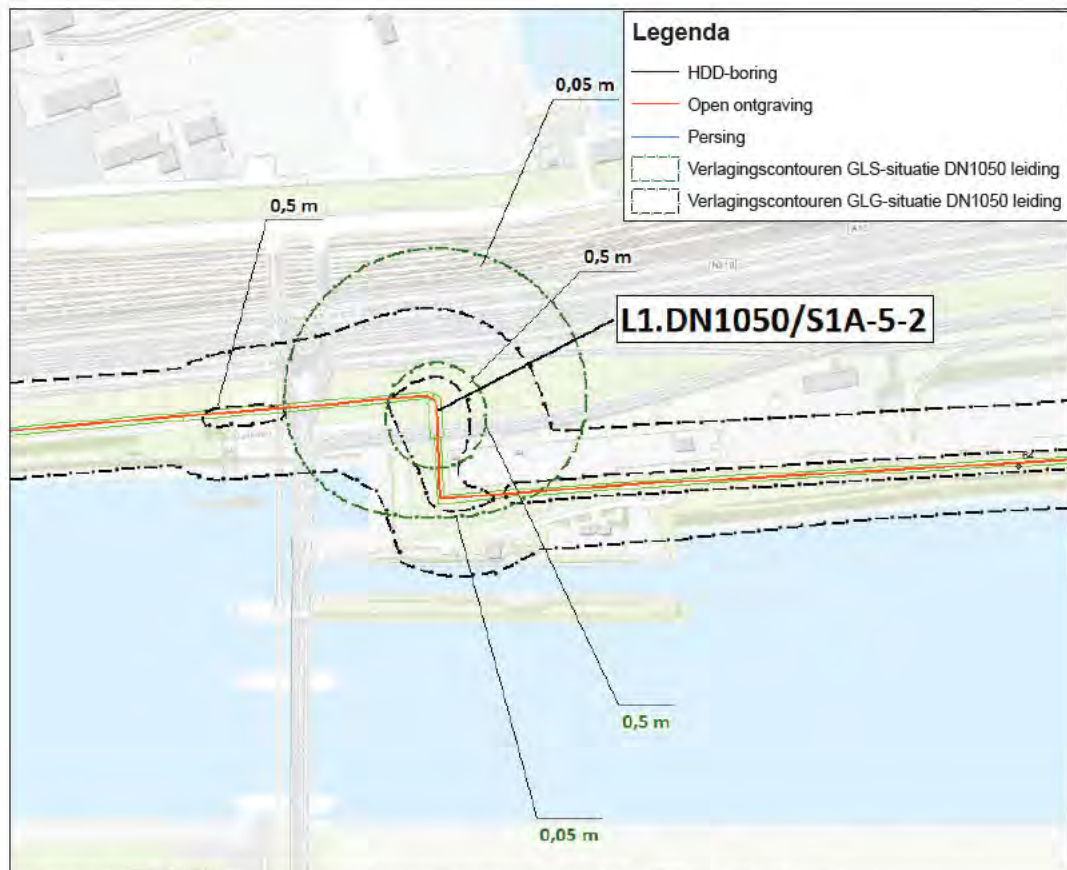 Legenda
HDD-boring
Open ontgraving
Persing
Verlagingscontouren GLS-situatie DN1050 leiding
Verlagingscontouren GLG-situatie DN1050 leiding
0,05 m
0,5 m
0,5 m
L1.DN1050/S1A-5-2
0,5 m
0,05 m